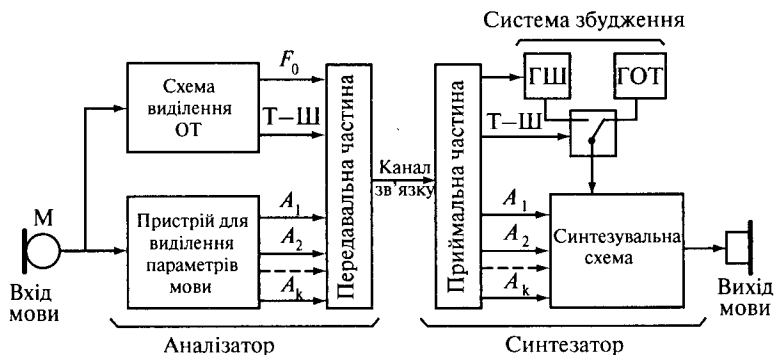 Система збудження
Схема
виділення
ОТ
F₀
Т–Ш
М
Вхід
мови
Пристрій для
виділення
параметрів
мови
A₁
A₂
Aₖ
Передавальна частина
Канал
зв'язку
Приймальна частина
ГШ
ГОТ
Т–Ш
A₁
A₂
Aₖ
Синтезувальна
схема
Вихід
мови
Аналізатор
Синтезатор